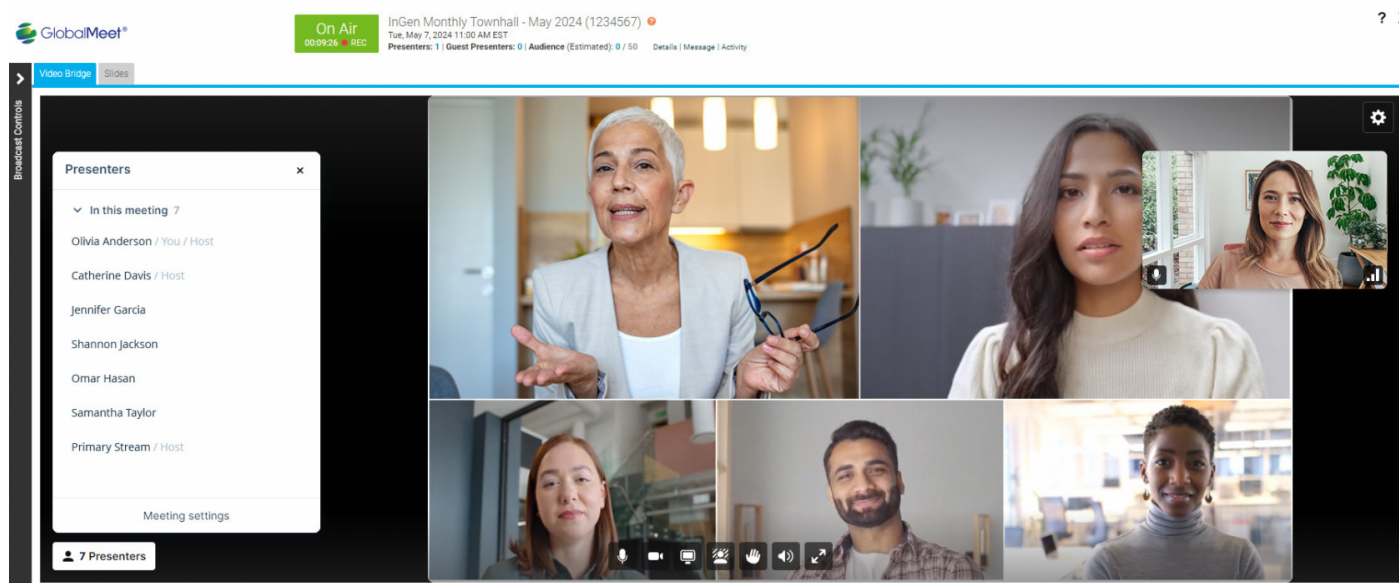 GlobalMeet®
On Air
00:09:26 REC
InGen Monthly Townhall - May 2024 (1234567) ?
Tue, May 7, 2024 11:00 AM EST
Presenters: 1 | Guest Presenters: 0 | Audience (Estimated): 0 / 50 Details | Message | Activity
?
Video Bridge
Slides
Broadcast Controls
Presenters
In this meeting 7
Olivia Anderson / You / Host
Catherine Davis / Host
Jennifer Garcia
Shannon Jackson
Omar Hasan
Samantha Taylor
Primary Stream / Host
Meeting settings
7 Presenters